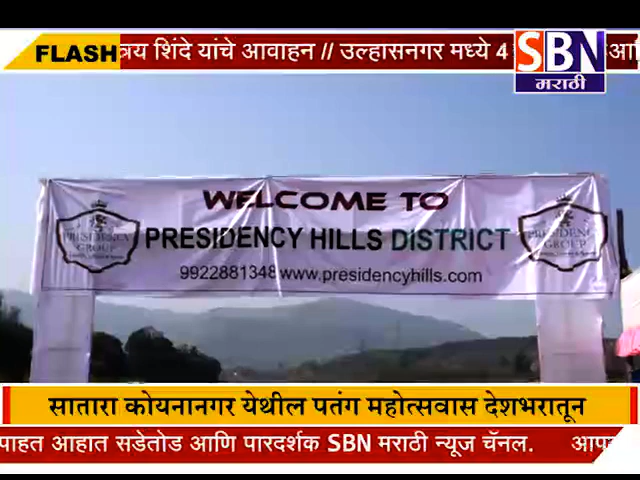 FLASH
त्रय शिंदे यांचे आवाहन // उल्हासनगर मध्ये 4
SBN
मराठी
WELCOME TO
PRESIDENCY GROUP
PRESIDENCY HILLS DISTRICT
PRESIDENCY GROUP
9922881348 www.presidencyhills.com
सातारा कोयनानगर येथील पतंग महोत्सवास देशभरातून
पाहत आहात सडेतोड आणि पारदर्शक SBN मराठी न्यूज चॅनल.